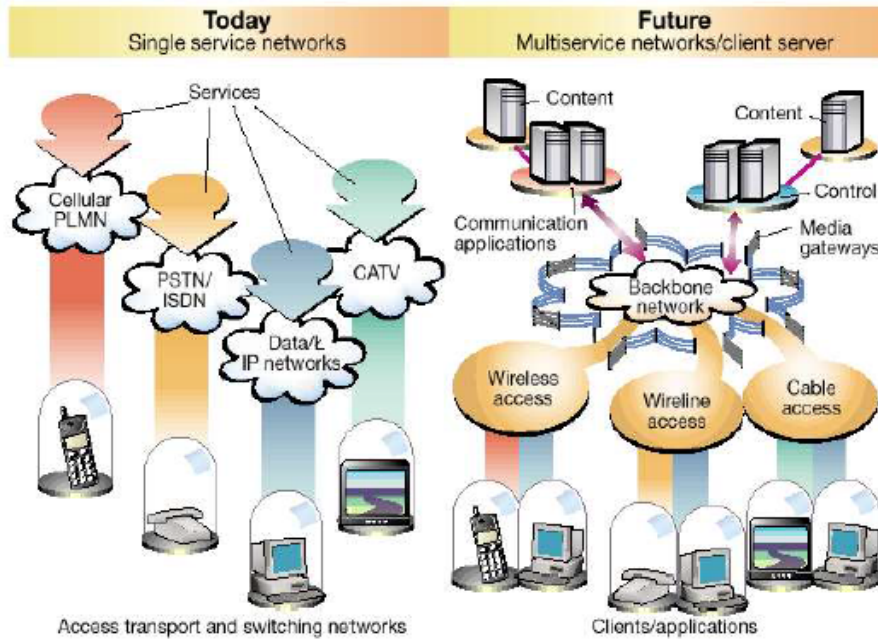 Today
Single service networks
Services
Cellular
PLMN
PSTN/
ISDN
Data/Ł
IP networks
CATV
Access transport and switching networks
Future
Multiservice networks/client server
Content
Content
Control
Communication
applications
Media
gateways
Backbone
network
Wireless
access
Wireline
access
Cable
access
Clients/applications